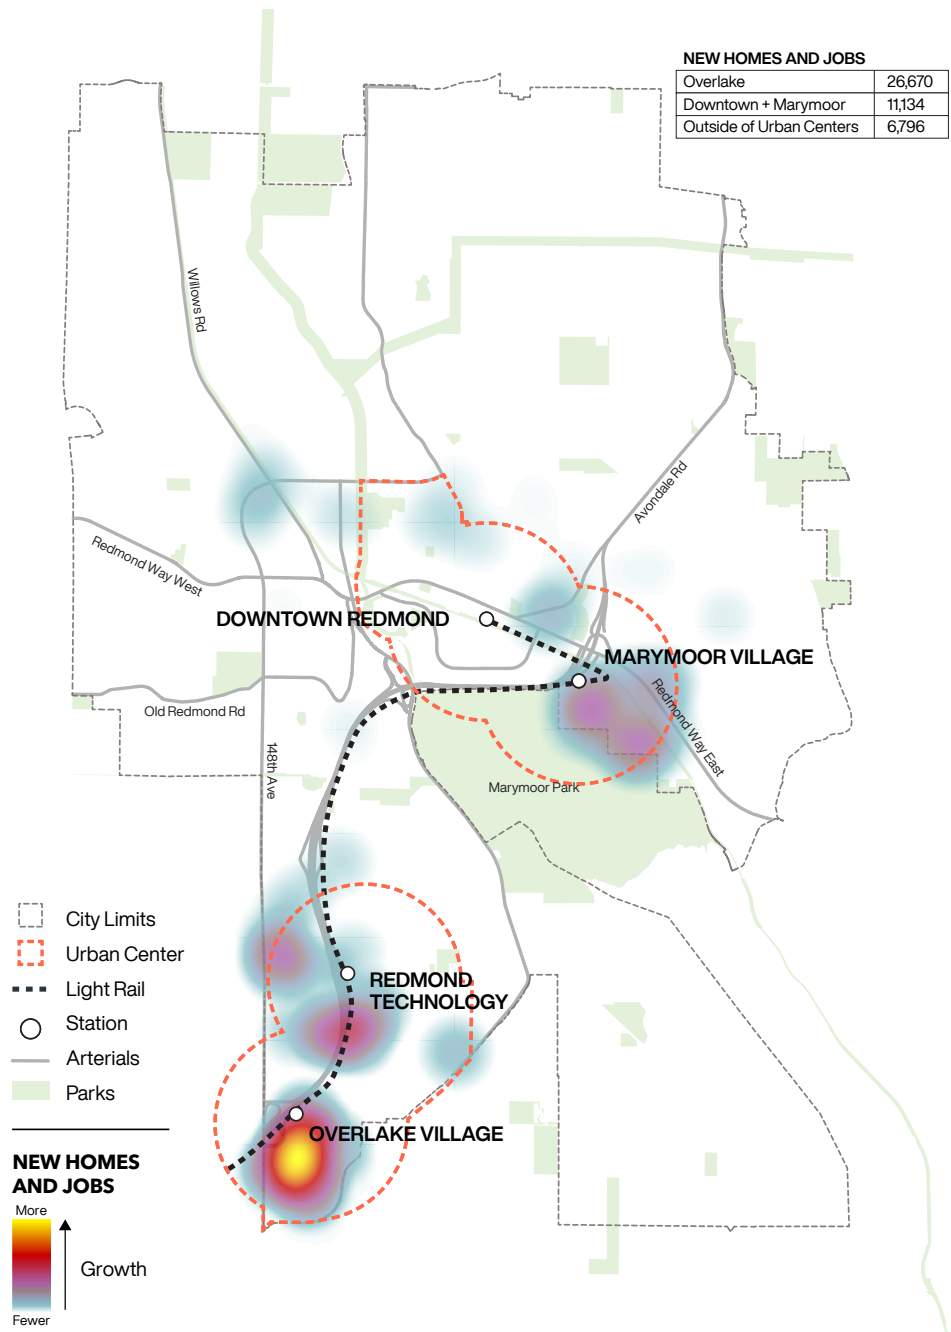 NEW HOMES AND JOBS
Overlake 26,670
Downtown + Marymoor 11,134
Outside of Urban Centers 6,796
Willows Rd
Avondale Rd
Redmond Way West
DOWNTOWN REDMOND
MARYMOOR VILLAGE
Old Redmond Rd
Redmond Way East
148th Ave
Marymoor Park
City Limits
Urban Center
Light Rail
Station
Arterials
Parks
REDMOND
TECHNOLOGY
OVERLAKE VILLAGE
NEW HOMES
AND JOBS
More
Growth
Fewer